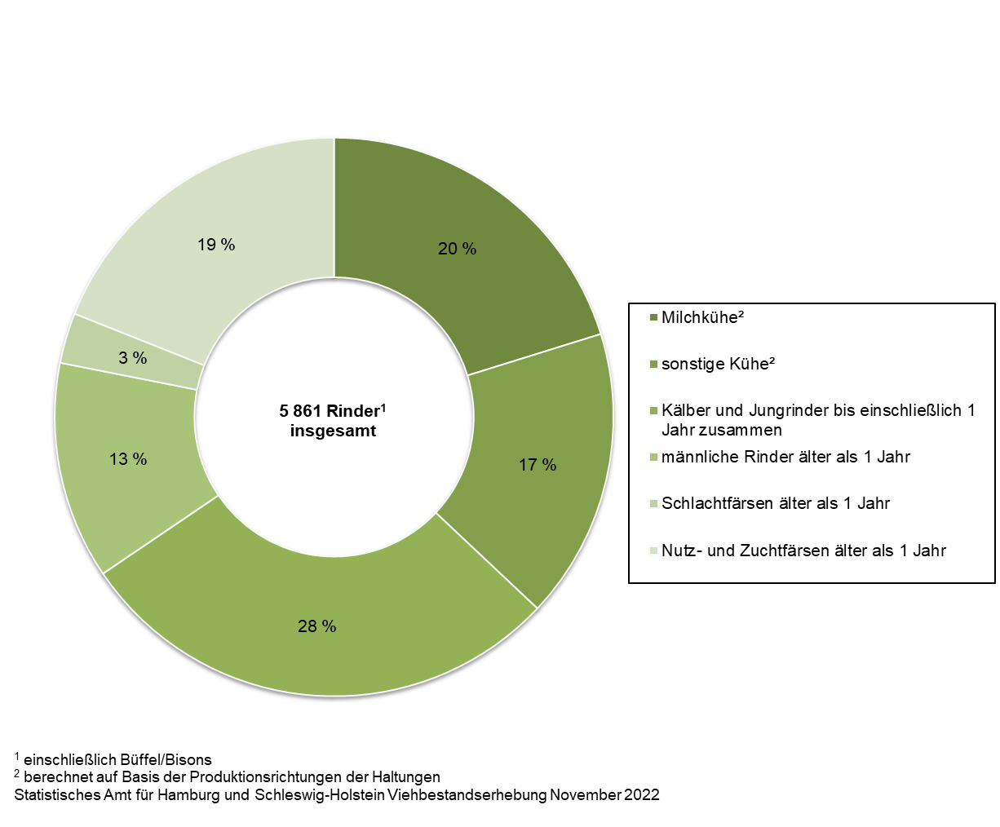 19 %
20 %
3 %
5 861 Rinder¹
insgesamt
13 %
17 %
28 %
Milchkühe²
sonstige Kühe²
Kälber und Jungrinder bis einschließlich 1
Jahr zusammen
männliche Rinder älter als 1 Jahr
Schlachtfärsen älter als 1 Jahr
Nutz- und Zuchtfärsen älter als 1 Jahr
¹ einschließlich Büffel/Bisons
² berechnet auf Basis der Produktionsrichtungen der Haltungen
Statistisches Amt für Hamburg und Schleswig-Holstein Viehbestandserhebung November 2022